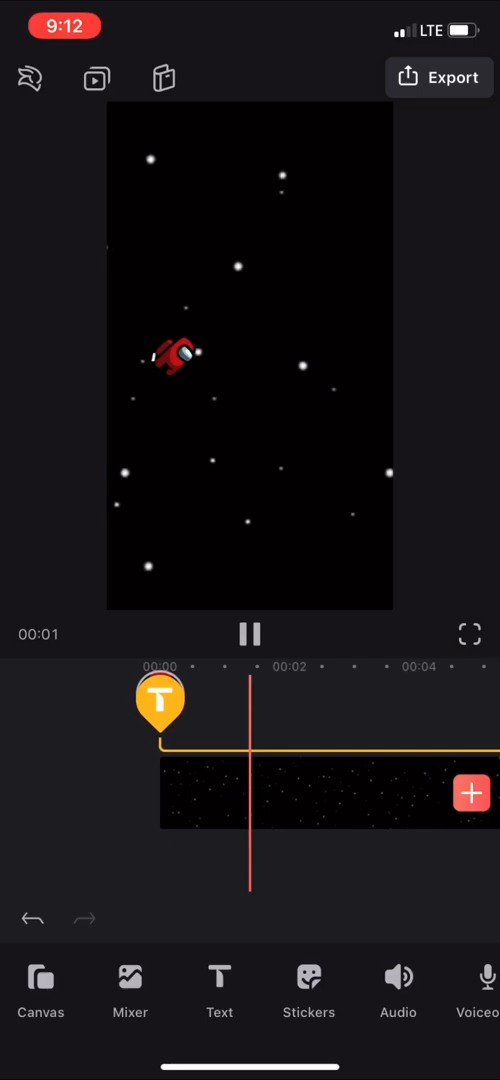 9:12
LTE
Export
00:01
00:00
00:02
00:04
T
Canvas
Mixer
Text
Stickers
Audio
Voiceo